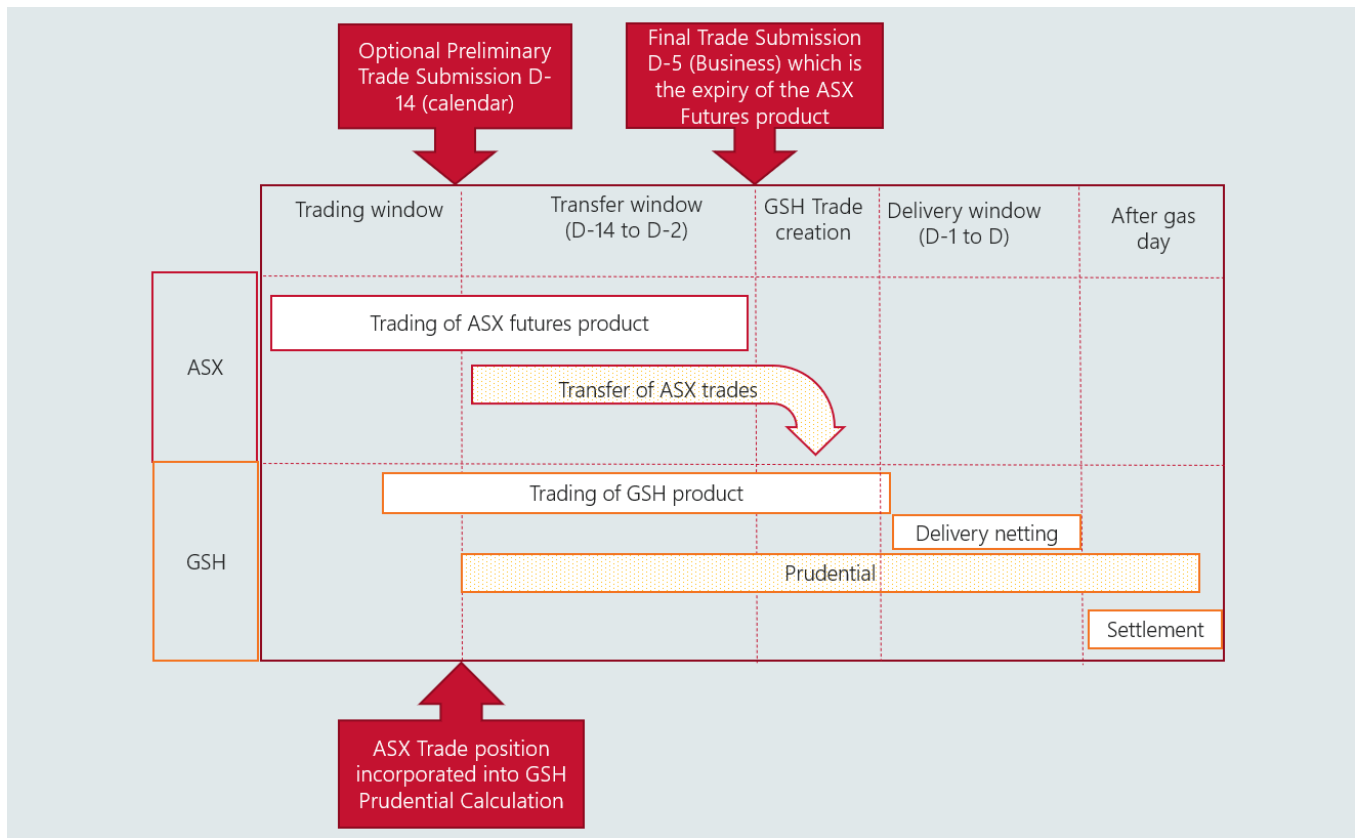 Optional Preliminary
Trade Submission D-
14 (calendar)
Final Trade Submission
D-5 (Business) which is
the expiry of the ASX
Futures product
Trading window
Transfer window
(D-14 to D-2)
GSH Trade
creation
Delivery window
(D-1 to D)
After gas
day
ASX
Trading of ASX futures product
Transfer of ASX trades
GSH
Trading of GSH product
Delivery netting
Prudential
Settlement
ASX Trade position
incorporated into GSH
Prudential Calculation